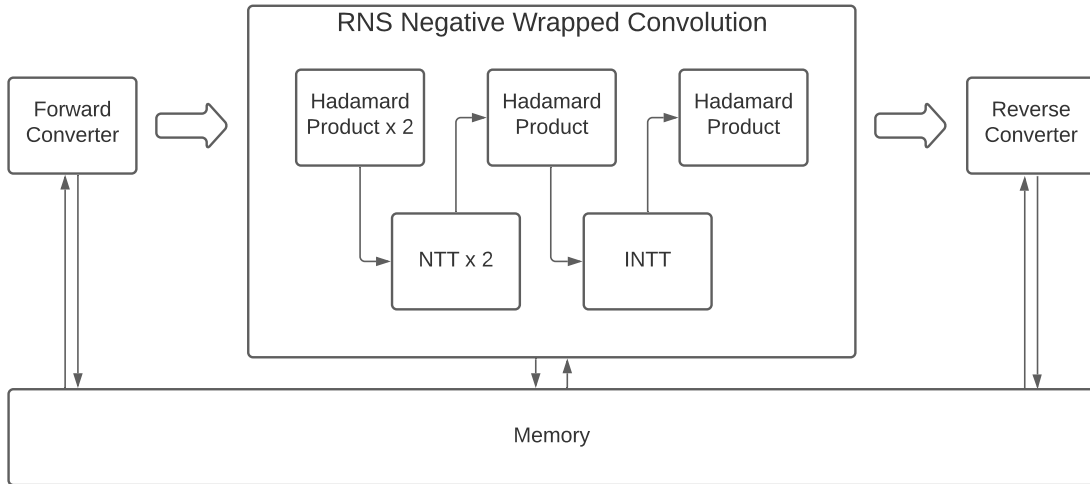 RNS Negative Wrapped Convolution
Forward
Converter
Hadamard
Product x 2
Hadamard
Product
Hadamard
Product
Reverse
Converter
NTT x 2
INTT
Memory